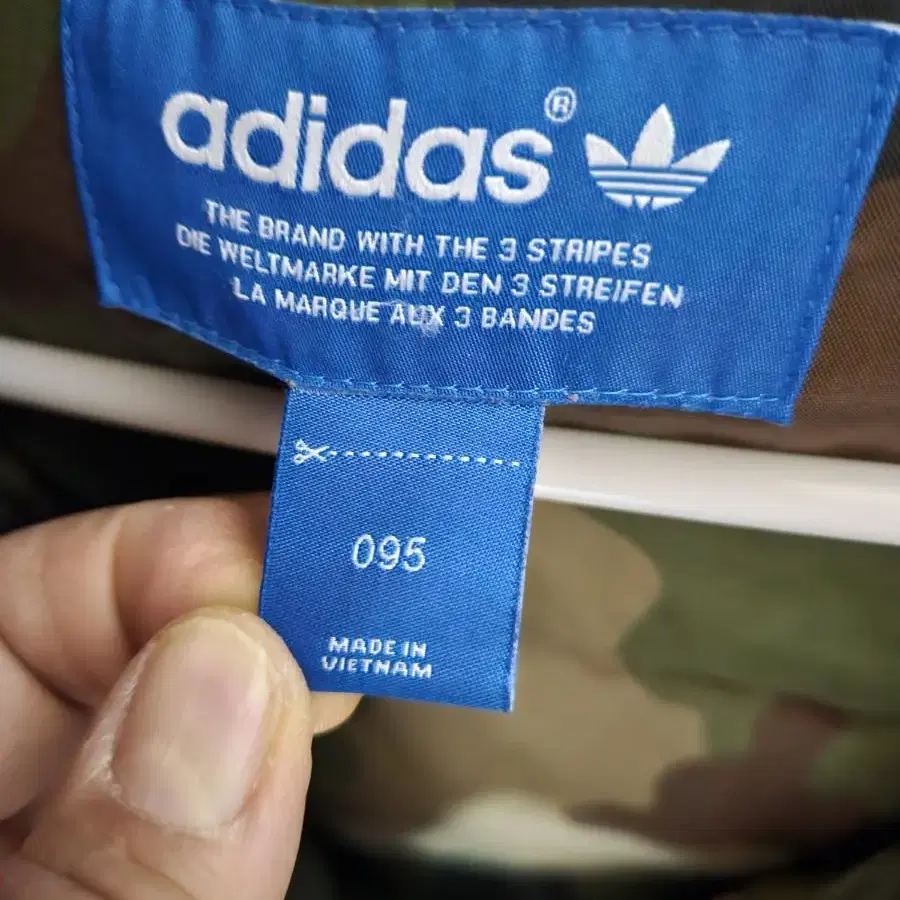 adidas®
THE BRAND WITH THE 3 STRIPES
DIE WELTMARKE MIT DEN 3 STREIFEN
LA MARQUE AUX 3 BANDES
095
MADE IN
VIETNAM